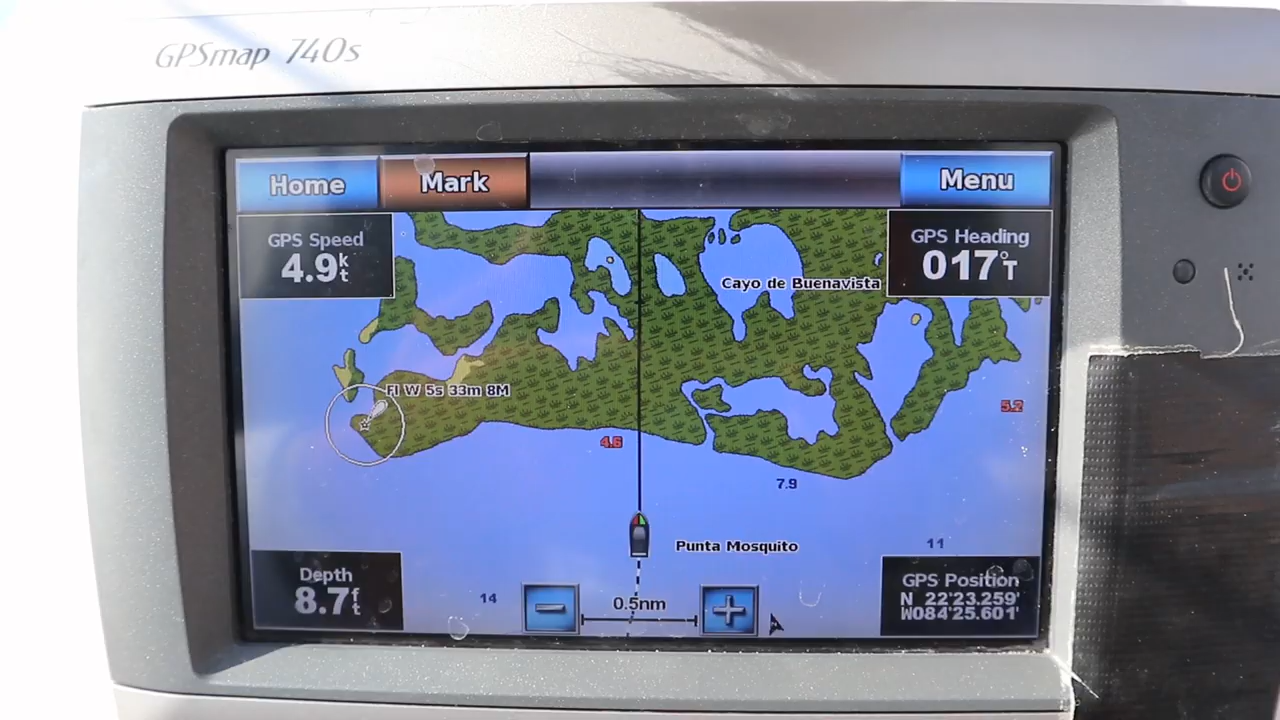 GPSmap 740s
Home
Mark
Menu
GPS Speed
4.9kt
GPS Heading
017°T
Cayo de Buenavista
Fl W 5s 33m 8M
5.2
4.6
7.9
Punta Mosquito
11
Depth
8.7ft
14
0.5nm
GPS Position
N 22°23.259'
W084°25.601'